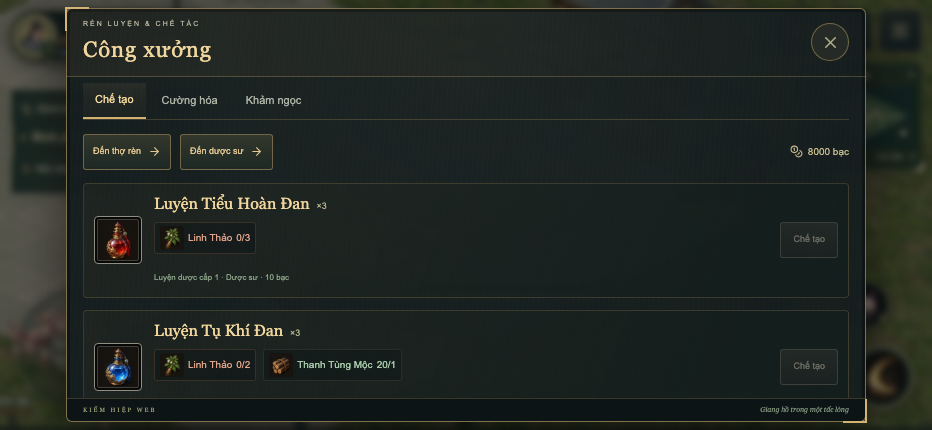 RÈN LUYỆN & CHẾ TÁC
Công xưởng
Chế tạo
Cường hóa
Khảm ngọc
Đến thợ rèn →
Đến dược sư →
8000 bạc
Luyện Tiểu Hoàn Đan ×3
Linh Thảo 0/3
Chế tạo
Luyện dược cấp 1 · Dược sư · 10 bạc
Luyện Tụ Khí Đan ×3
Linh Thảo 0/2
Thanh Tùng Mộc 20/1
Chế tạo
KIẾM HIỆP WEB
Giang hồ trong một tấc lòng